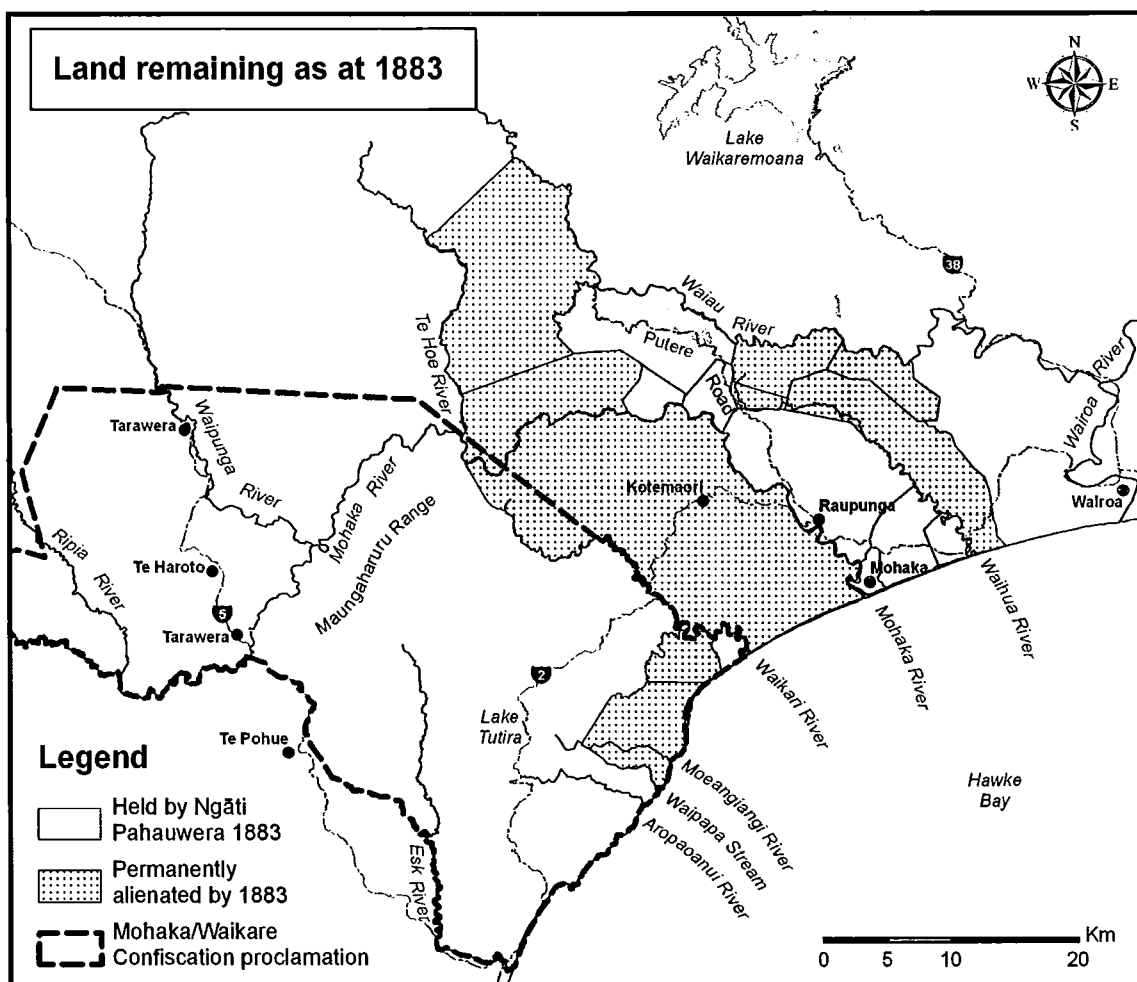 Land remaining as at 1883
N
W
E
S
Lake
Waikaremoana
38
Waiau
River
Te Hoe River
Putere
Road
River
Wairoa
Wairoa
Tarawera
Waipunga
River
Mohaka River
Maungaharuru Range
Kotemaori
Raupunga
Mohaka
Waihua River
Mohaka River
Ripia
River
Te Haroto
5
Tarawera
2
Waikari River
Lake
Tutira
Te Pohue
Moeangiangi River
Waipapa Stream
Aropaoanui River
Esk River
Hawke
Bay
Legend
Held by Ngāti
Pahauwera 1883
Permanently
alienated by 1883
Mohaka/Waikare
Confiscation proclamation
Km
0 10 20